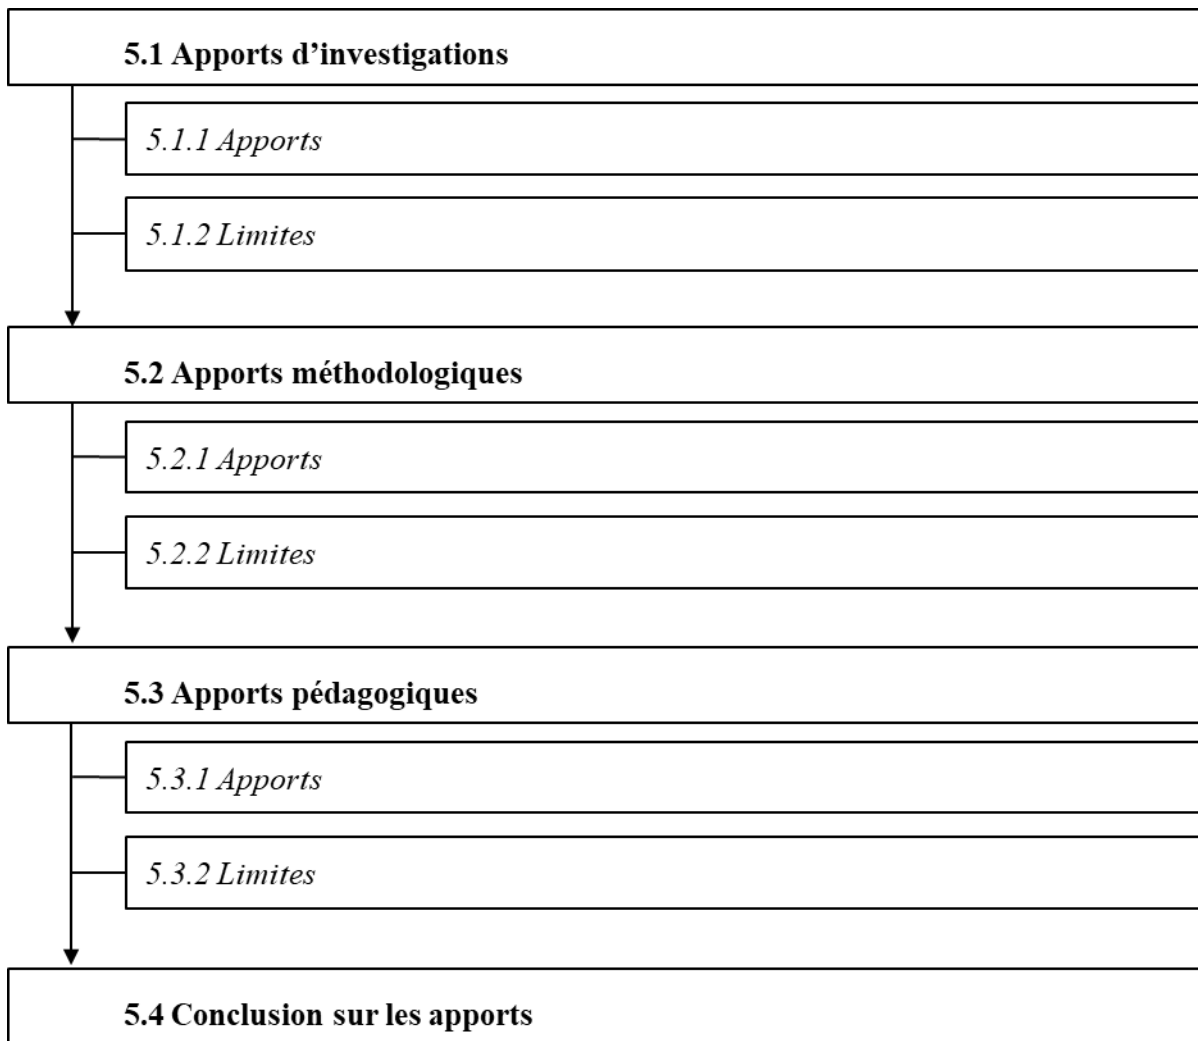 5.1 Apports d’investigations
5.1.1 Apports
5.1.2 Limites
5.2 Apports méthodologiques
5.2.1 Apports
5.2.2 Limites
5.3 Apports pédagogiques
5.3.1 Apports
5.3.2 Limites
5.4 Conclusion sur les apports